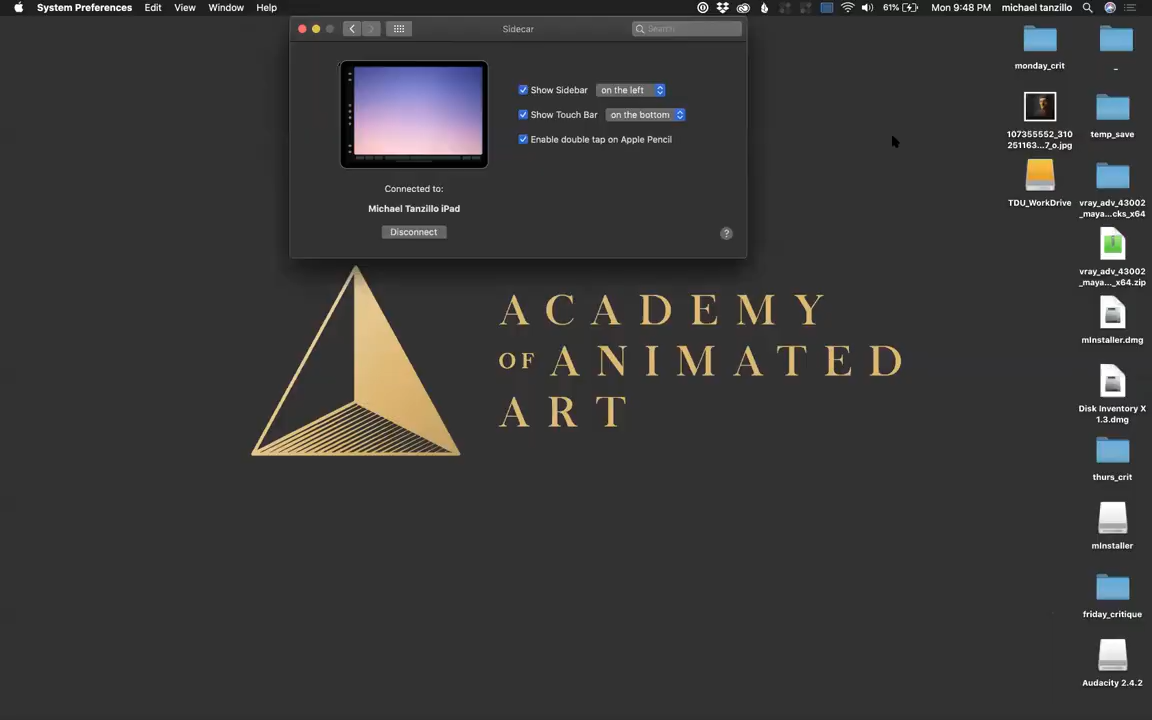 System Preferences Edit View Window Help
61% Mon 9:48 PM michael tanzillo
Sidecar
Search
Show Sidebar on the left
Show Touch Bar on the bottom
Enable double tap on Apple Pencil
Connected to:
Michael Tanzillo iPad
Disconnect
?
ACADEMY
OF ANIMATED
ART
monday_crit
_
107355552_310
251163...7_o.jpg
temp_save
TDU_WorkDrive
vray_adv_43002
_maya...cks_x64
vray_adv_43002
_maya..._x64.zip
mInstaller.dmg
Disk Inventory X
1.3.dmg
thurs_crit
mInstaller
friday_critique
Audacity 2.4.2